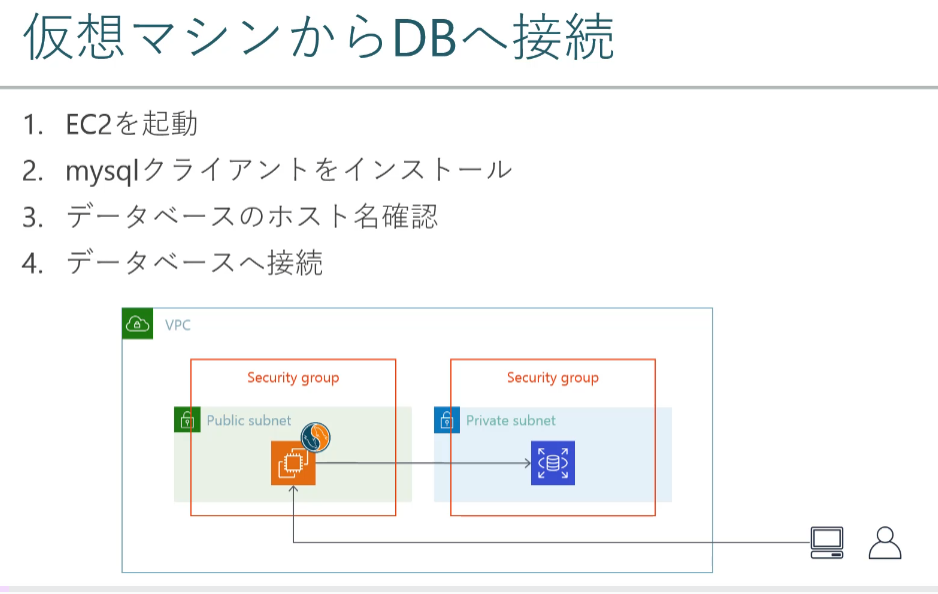 仮想マシンからDBへ接続
1. EC2を起動
2. mysqlクライアントをインストール
3. データベースのホスト名確認
4. データベースへ接続
VPC
Security group
Security group
Public subnet
Private subnet